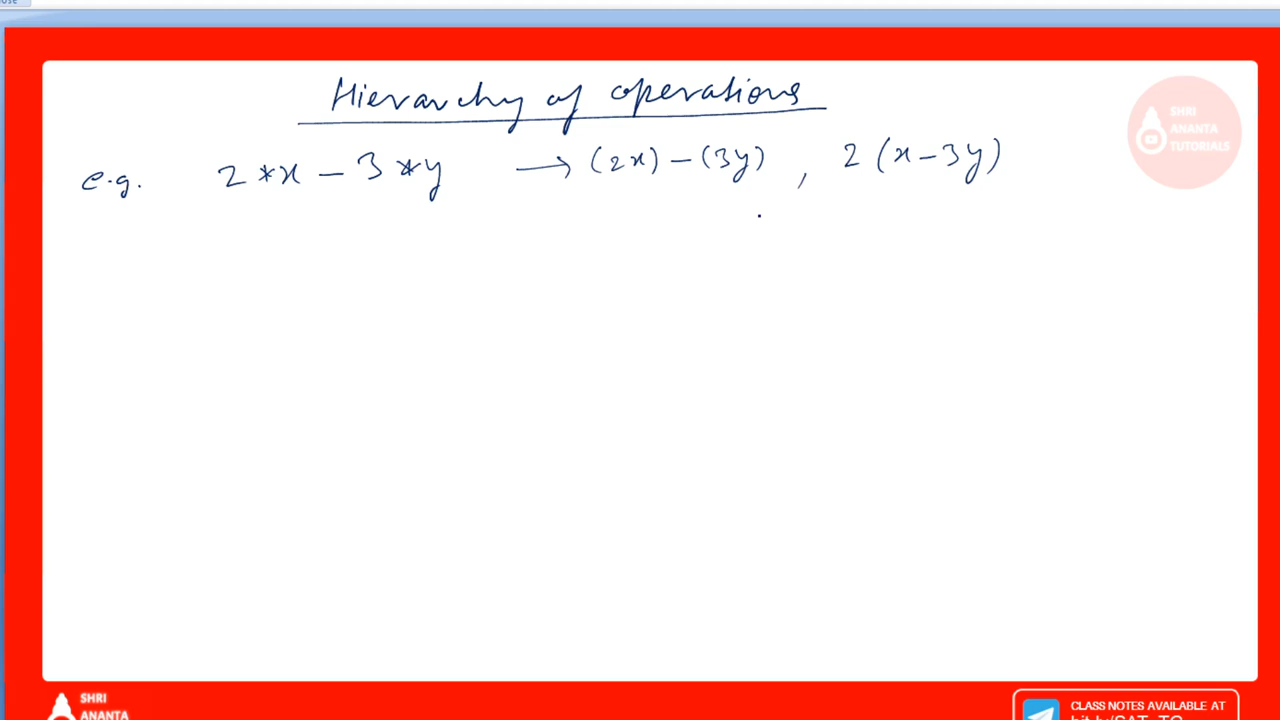 Hierarchy of operations
SHRI
ANANTA
TUTORIALS
e.g. 2 * x - 3 * y → (2x) - (3y) , 2 (x - 3y)
SHRI
ANANTA
CLASS NOTES AVAILABLE AT